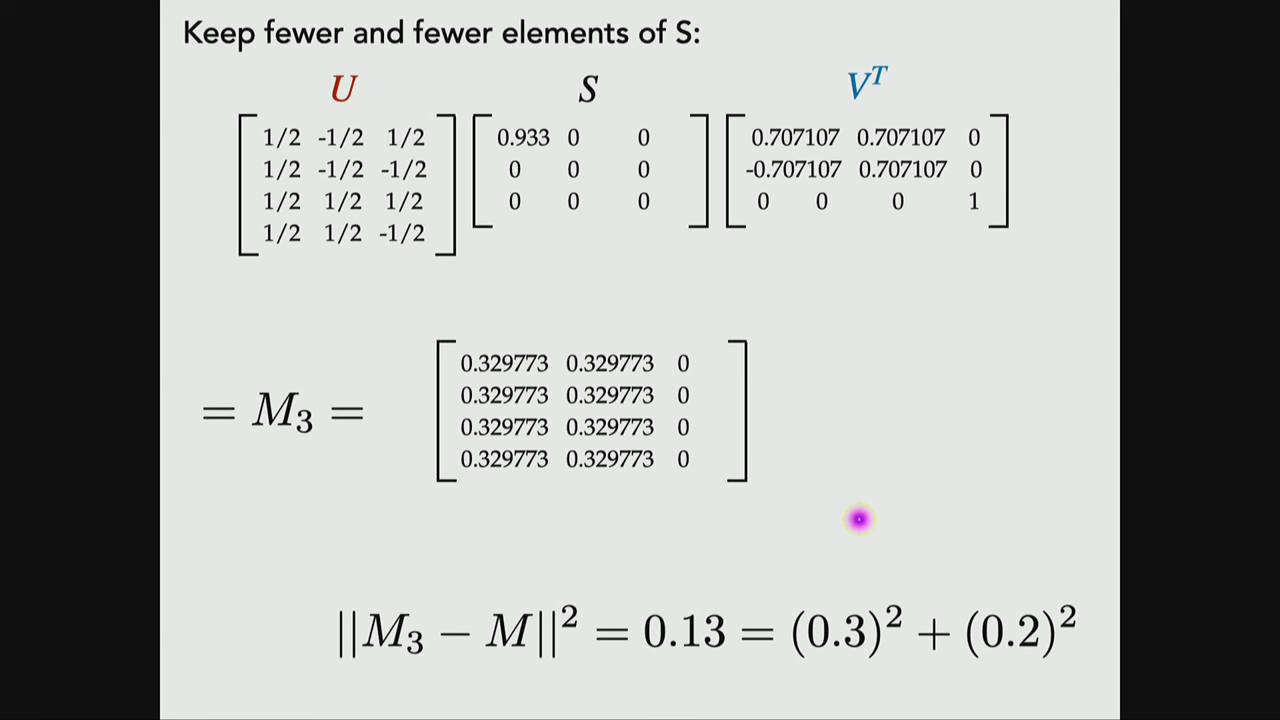 Keep fewer and fewer elements of S:
U S V^T
1/2 -1/2 1/2 0.933 0 0 0.707107 0.707107 0
1/2 -1/2 -1/2 0 0 0 -0.707107 0.707107 0
1/2 1/2 1/2 0 0 0 0 0 0 1
1/2 1/2 -1/2
0.329773 0.329773 0
0.329773 0.329773 0
= M_3 =
0.329773 0.329773 0
0.329773 0.329773 0
||M_3 − M||^2 = 0.13 = (0.3)^2 + (0.2)^2